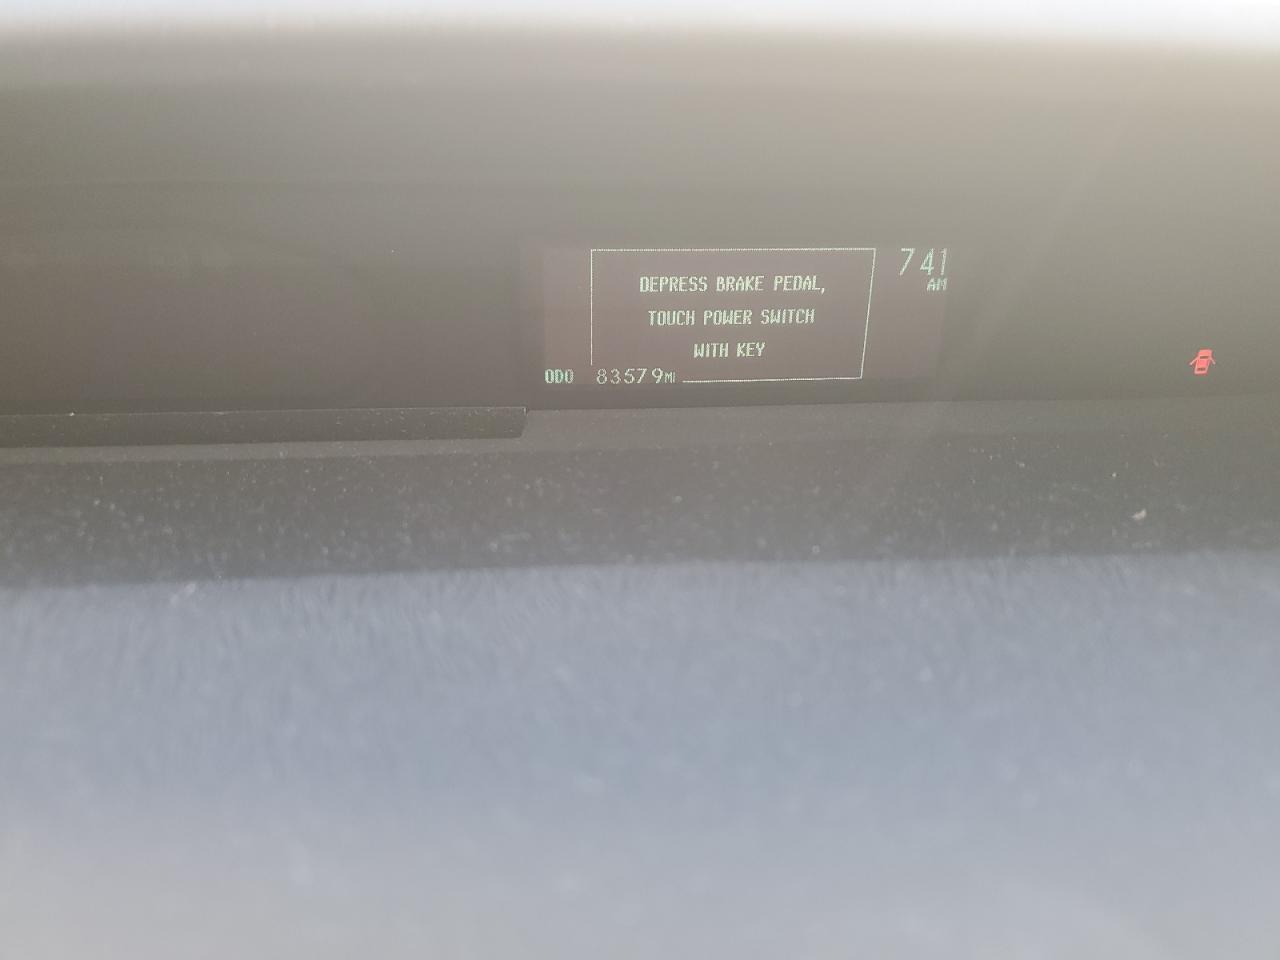 DEPRESS BRAKE PEDAL,
TOUCH POWER SWITCH
WITH KEY
741
AM
ODO 83579MI